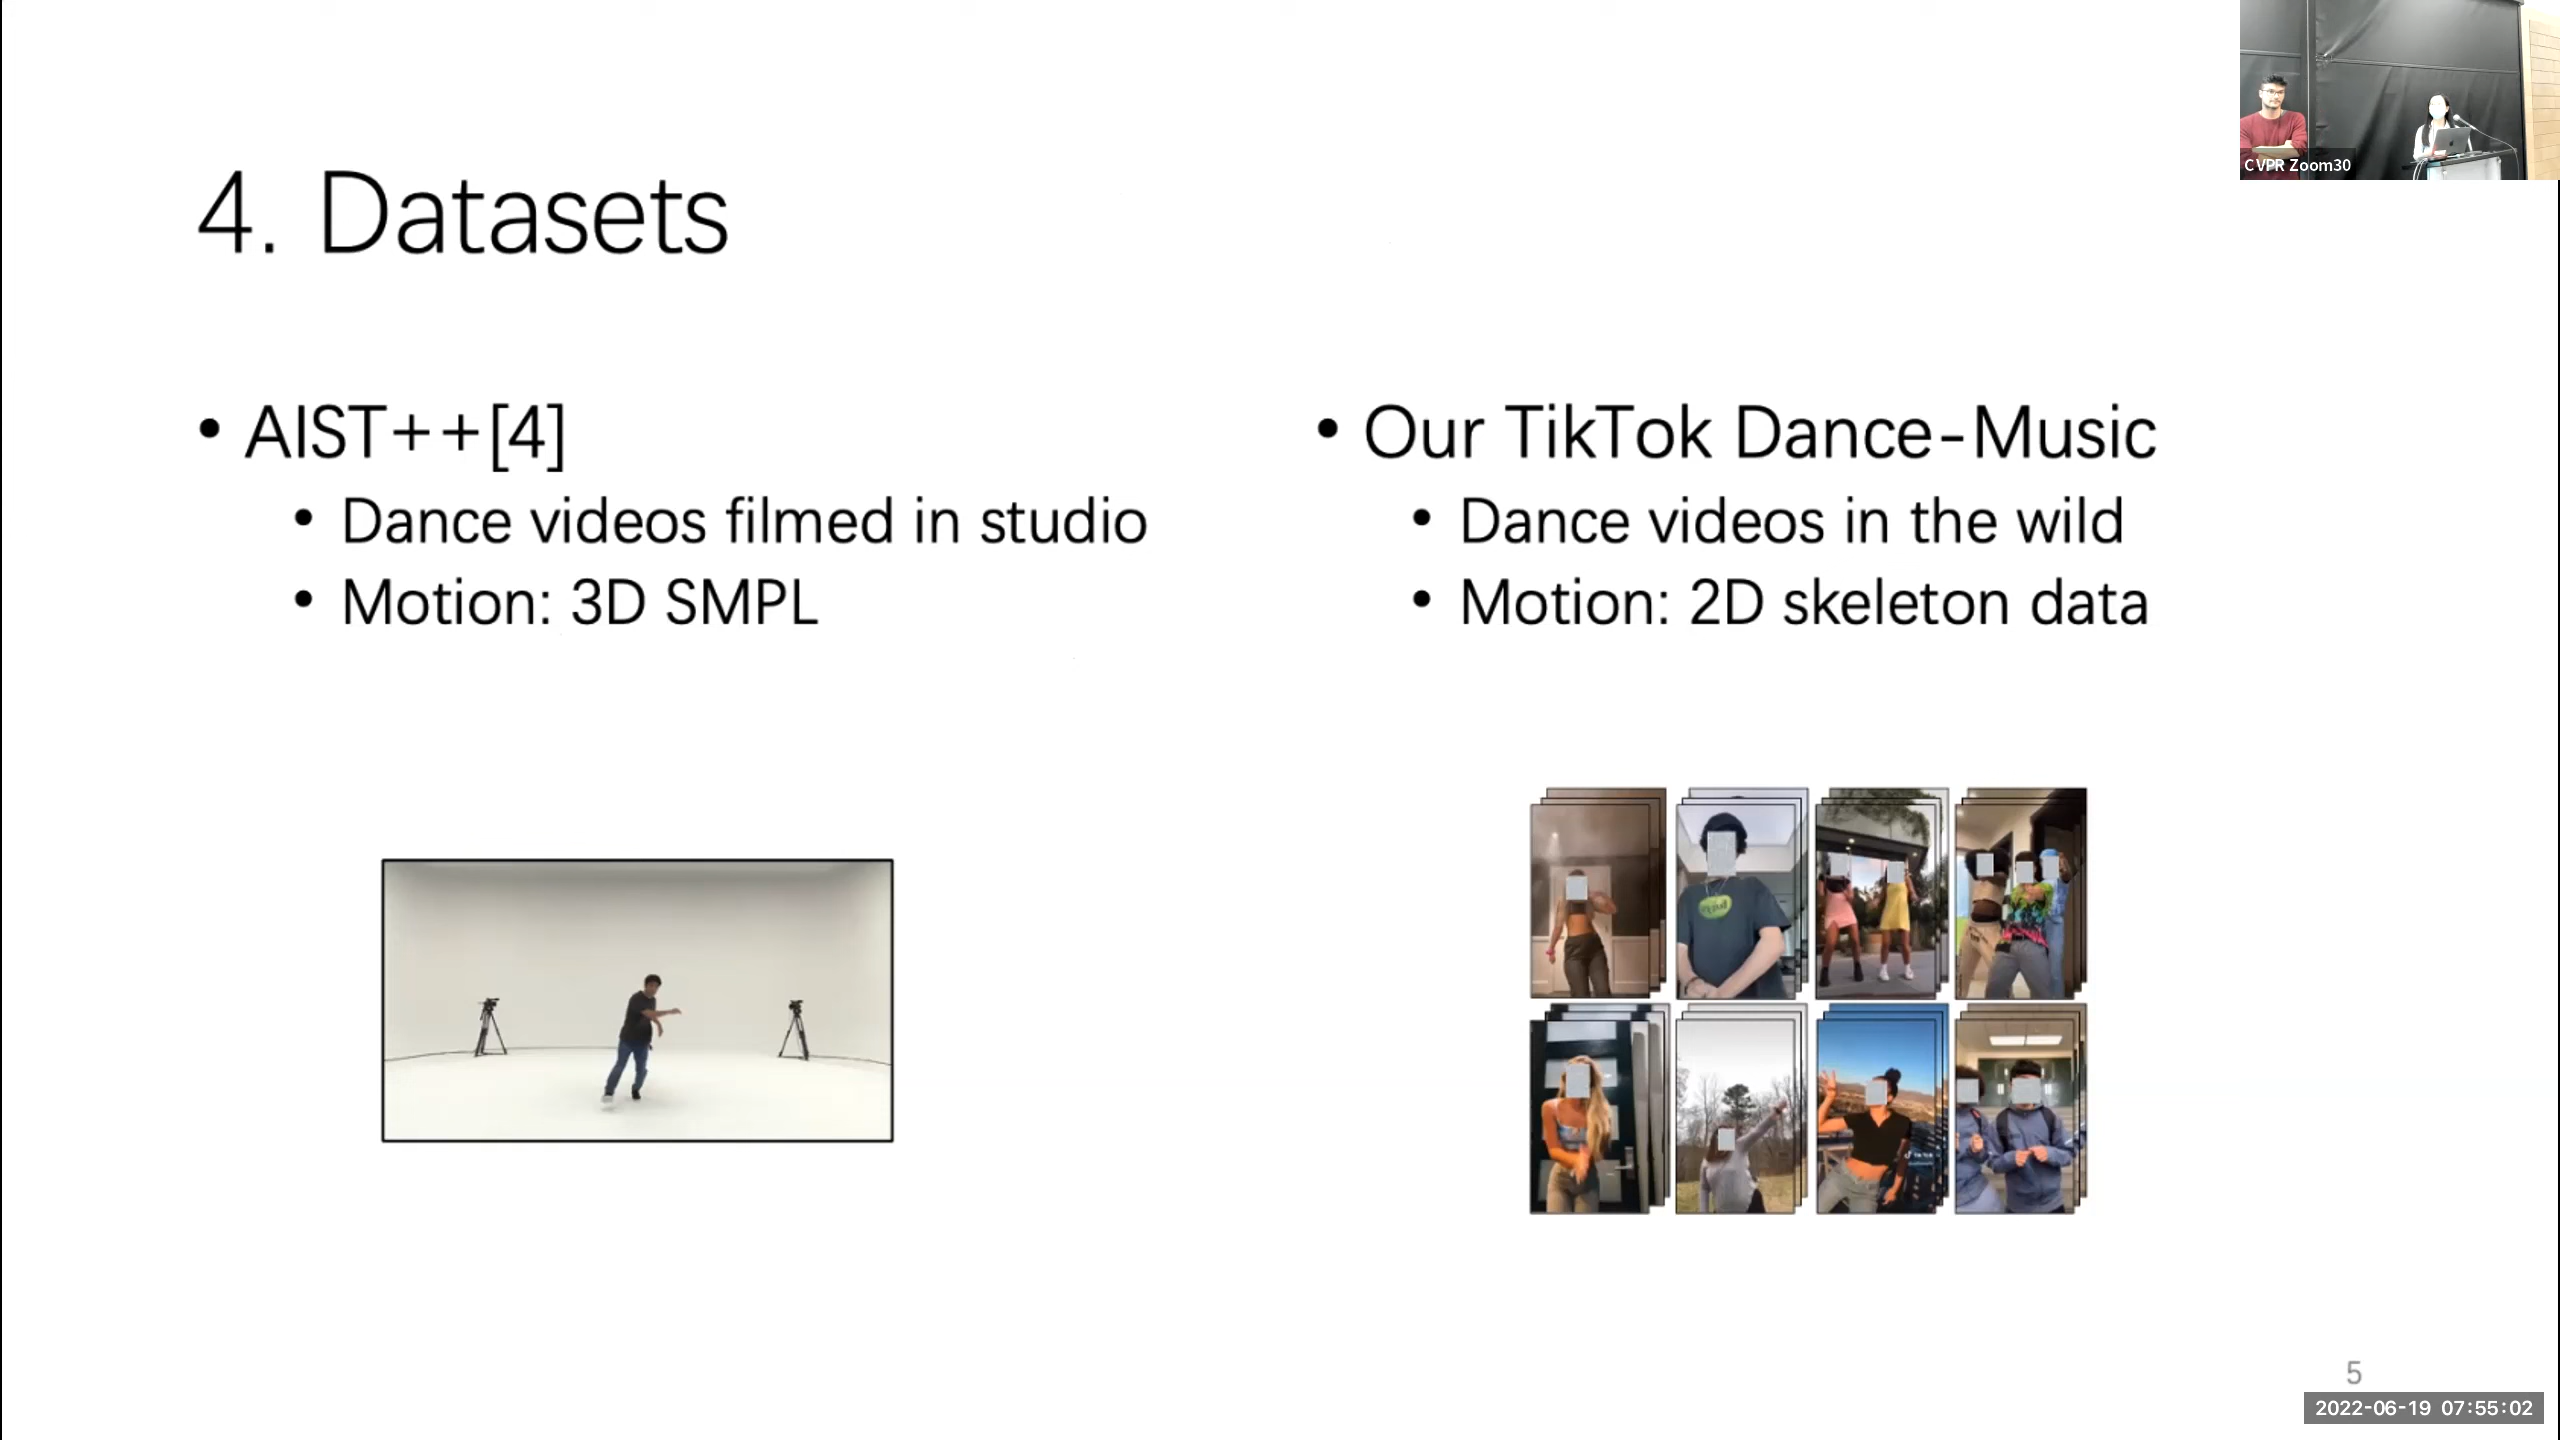 CVPR Zoom30
4. Datasets
• AIST++[4]
• Dance videos filmed in studio
• Motion: 3D SMPL
• Our TikTok Dance-Music
• Dance videos in the wild
• Motion: 2D skeleton data
5
2022-06-19 07:55:02